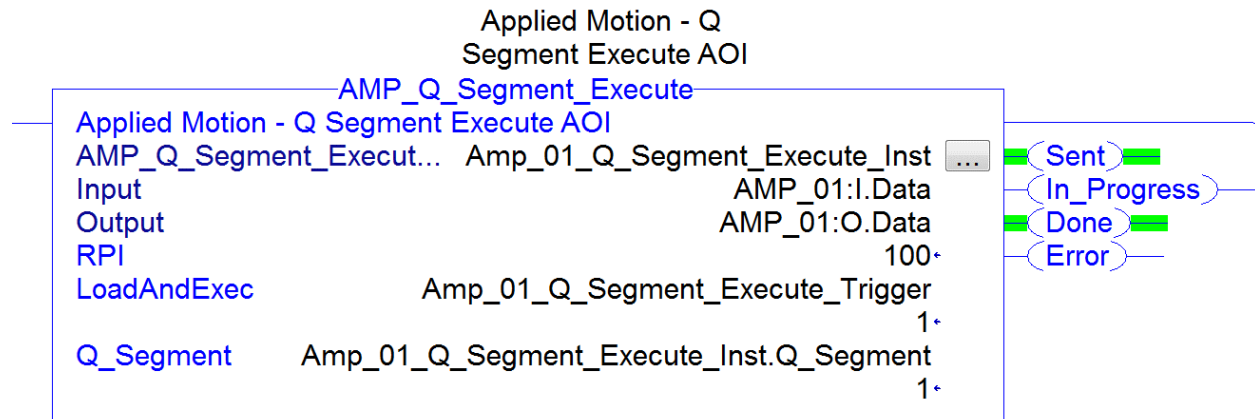 Applied Motion - Q
Segment Execute AOI
AMP_Q_Segment_Execute
Applied Motion - Q Segment Execute AOI
AMP_Q_Segment_Execut... Amp_01_Q_Segment_Execute_Inst ... Sent
Input AMP_01:I.Data In_Progress
Output AMP_01:O.Data Done
RPI 100 Error
LoadAndExec Amp_01_Q_Segment_Execute_Trigger
1
Q_Segment Amp_01_Q_Segment_Execute_Inst.Q_Segment
1